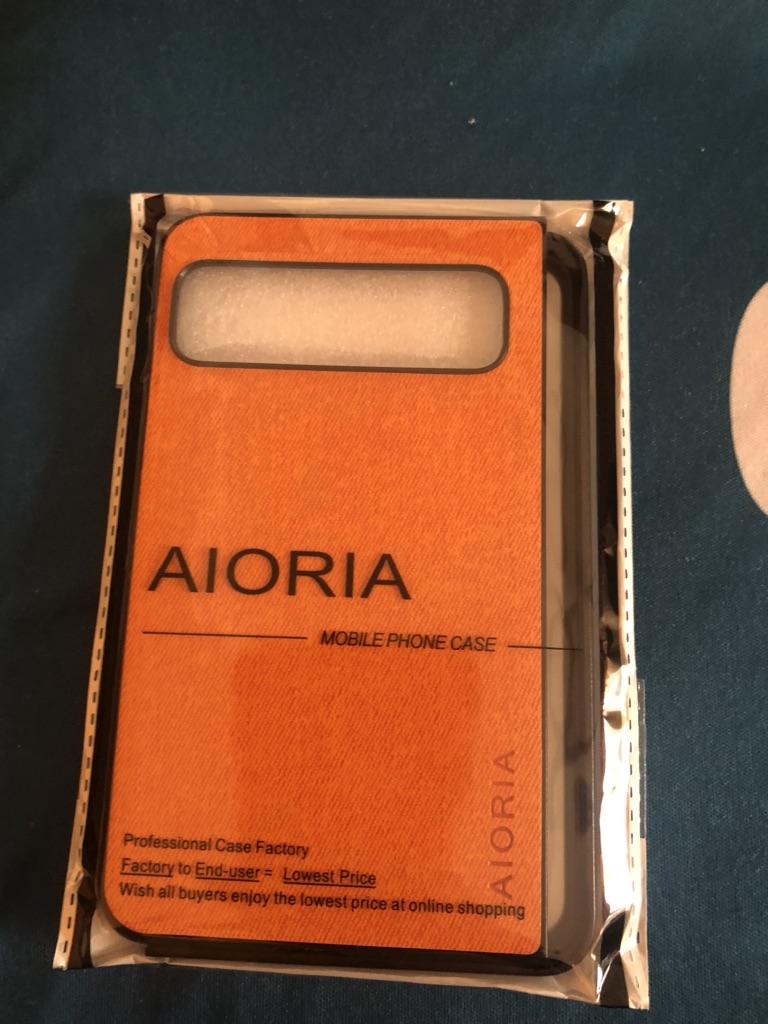 AIORIA
MOBILE PHONE CASE
AIORIA
Professional Case Factory
Factory to End-user = Lowest Price
Wish all buyers enjoy the lowest price at online shopping